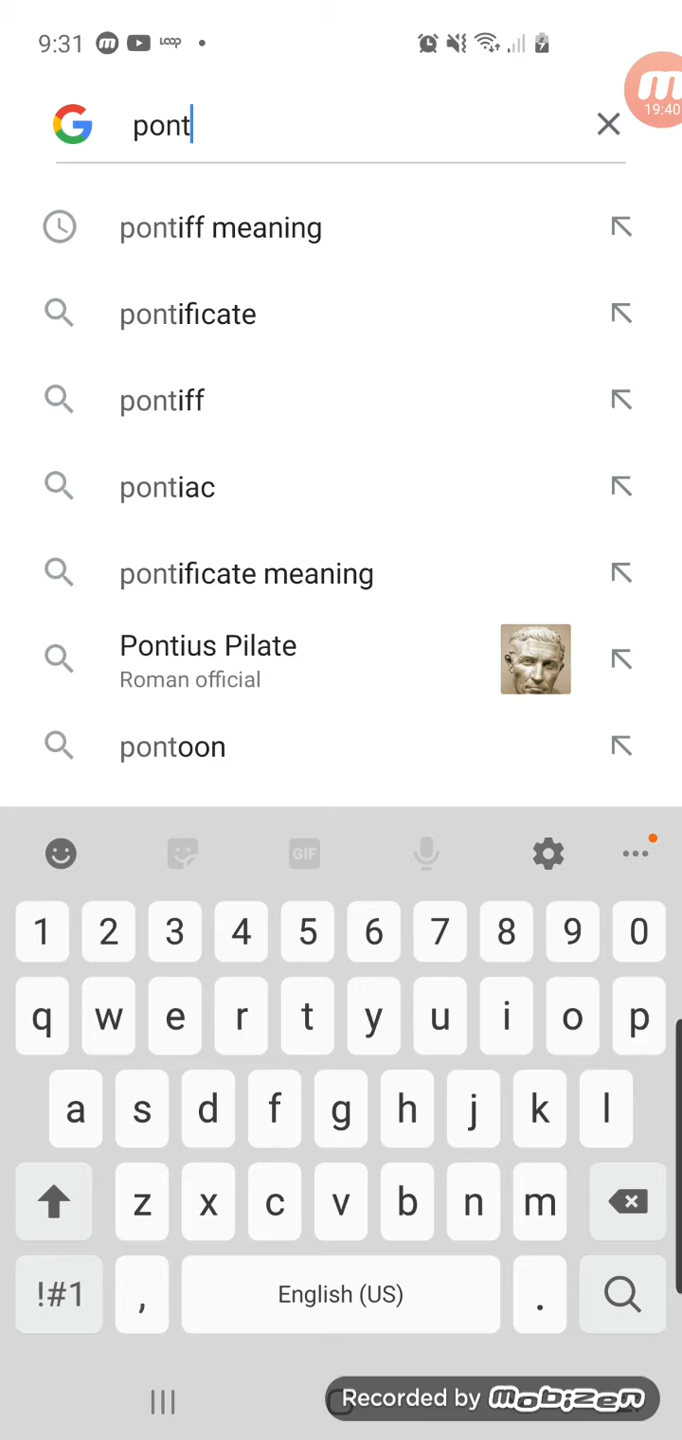 9:31 m LOOP
m
19:40
pont
pontiff meaning
pontificate
pontiff
pontiac
pontificate meaning
Pontius Pilate
Roman official
pontoon
GIF
1 2 3 4 5 6 7 8 9 0
q w e r t y u i o p
a s d f g h j k l
z x c v b n m
!#1 , English (US) .
Recorded by mobizen